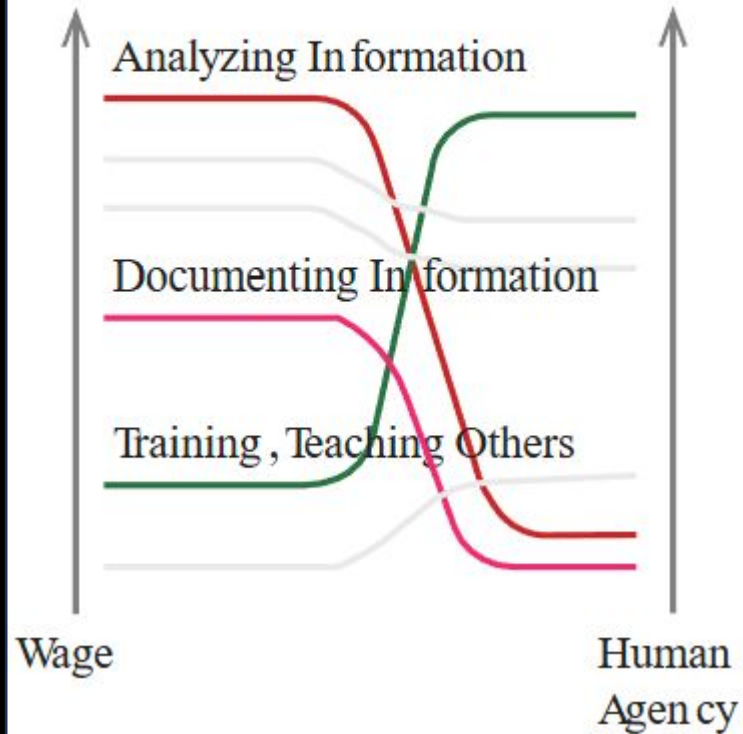 Analyzing Information
Documenting Information
Training, Teaching Others
Wage
Human
Agency